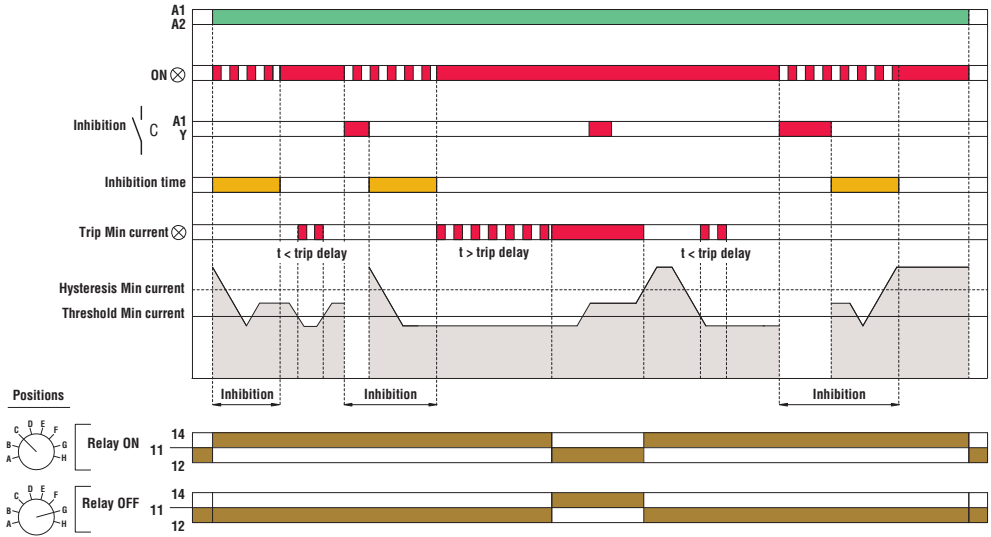 A1
A2
ON
Inhibition C A1
Y
Inhibition time
Trip Min current
t < trip delay t > trip delay t < trip delay
Hysteresis Min current
Threshold Min current
Inhibition Inhibition Inhibition
Positions
A B C D E F G H
Relay ON 11 14
12
A B C D E F G H
Relay OFF 11 14
12